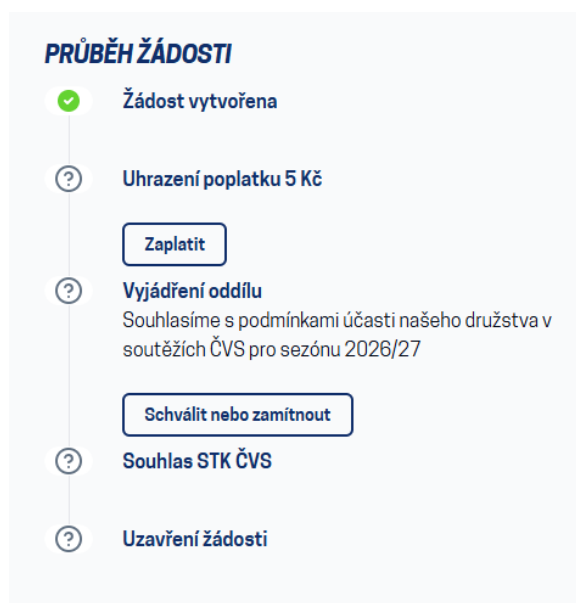 PRŮBĚH ŽÁDOSTI
Žádost vytvořena
Uhrazení poplatku 5 Kč
Zaplatit
Vyjádření oddílu
Souhlasíme s podmínkami účasti našeho družstva v
soutěžích ČVS pro sezónu 2026/27
Schválit nebo zamítnout
Souhlas STK ČVS
Uzavření žádosti